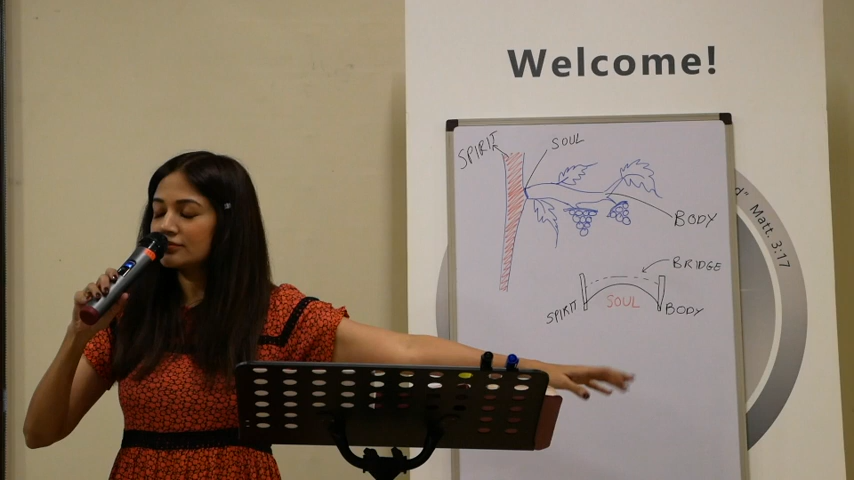 Welcome!
SPIRIT
SOUL
BODY
d" Matt. 3:17
BRIDGE
SPIRIT
SOUL
BODY